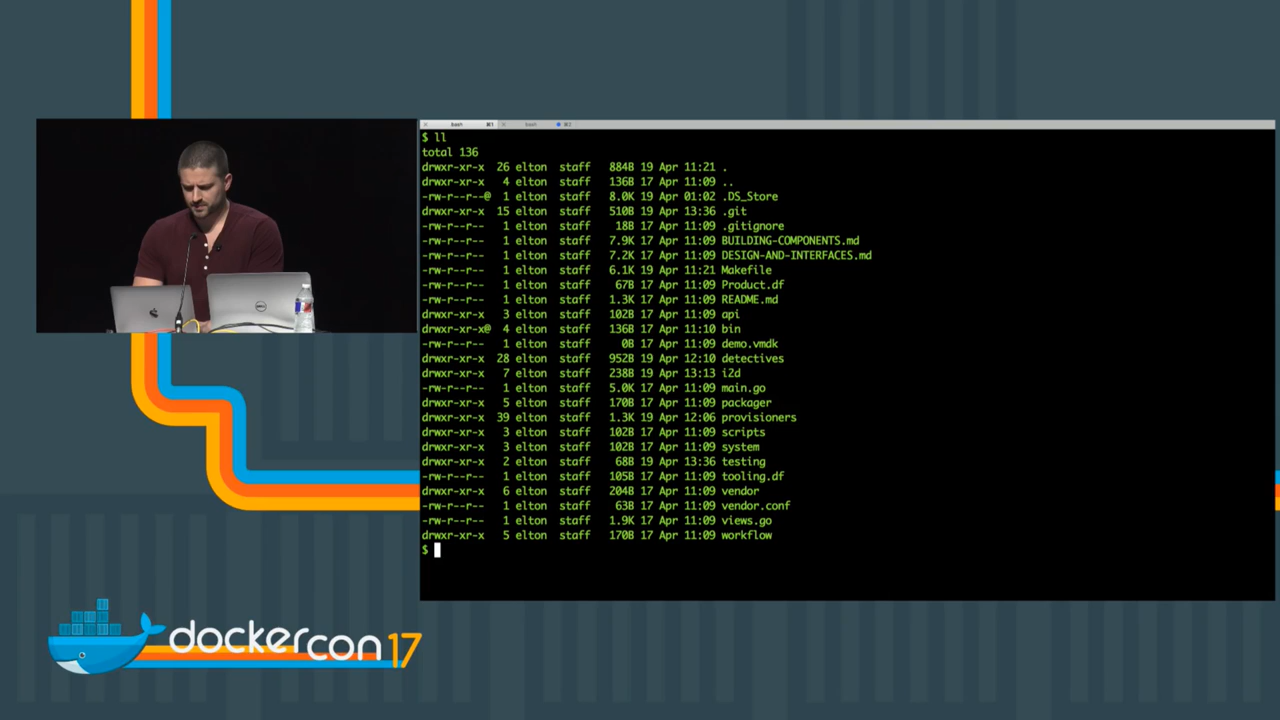 bash ⌘1 bash ⌘2
$ ll
total 136
drwxr-xr-x 26 elton staff 884B 19 Apr 11:21 .
drwxr-xr-x 4 elton staff 136B 17 Apr 11:09 ..
-rw-r--r--@ 1 elton staff 8.0K 19 Apr 01:02 .DS_Store
drwxr-xr-x 15 elton staff 510B 19 Apr 13:36 .git
-rw-r--r-- 1 elton staff 18B 17 Apr 11:09 .gitignore
-rw-r--r-- 1 elton staff 7.9K 17 Apr 11:09 BUILDING-COMPONENTS.md
-rw-r--r-- 1 elton staff 7.2K 17 Apr 11:09 DESIGN-AND-INTERFACES.md
-rw-r--r-- 1 elton staff 6.1K 17 Apr 11:21 Makefile
-rw-r--r-- 1 elton staff 67B 17 Apr 11:09 Product.df
-rw-r--r-- 1 elton staff 1.3K 17 Apr 11:09 README.md
drwxr-xr-x 3 elton staff 102B 17 Apr 11:09 api
drwxr-xr-x@ 4 elton staff 136B 17 Apr 11:10 bin
-rw-r--r-- 1 elton staff 0B 17 Apr 11:09 demo.vmdk
drwxr-xr-x 28 elton staff 952B 19 Apr 12:10 detectives
drwxr-xr-x 7 elton staff 238B 19 Apr 13:13 i2d
-rw-r--r-- 1 elton staff 5.0K 17 Apr 11:09 main.go
drwxr-xr-x 5 elton staff 170B 17 Apr 11:09 packager
drwxr-xr-x 39 elton staff 1.3K 19 Apr 12:06 provisioners
drwxr-xr-x 3 elton staff 102B 17 Apr 11:09 scripts
drwxr-xr-x 3 elton staff 102B 17 Apr 11:09 system
drwxr-xr-x 2 elton staff 68B 19 Apr 13:36 testing
-rw-r--r-- 1 elton staff 105B 17 Apr 11:09 tooling.df
drwxr-xr-x 6 elton staff 204B 17 Apr 11:09 vendor
-rw-r--r-- 1 elton staff 63B 17 Apr 11:09 vendor.conf
-rw-r--r-- 1 elton staff 1.9K 17 Apr 11:09 views.go
drwxr-xr-x 5 elton staff 170B 17 Apr 11:09 workflow
$
DELL
dockercon 17